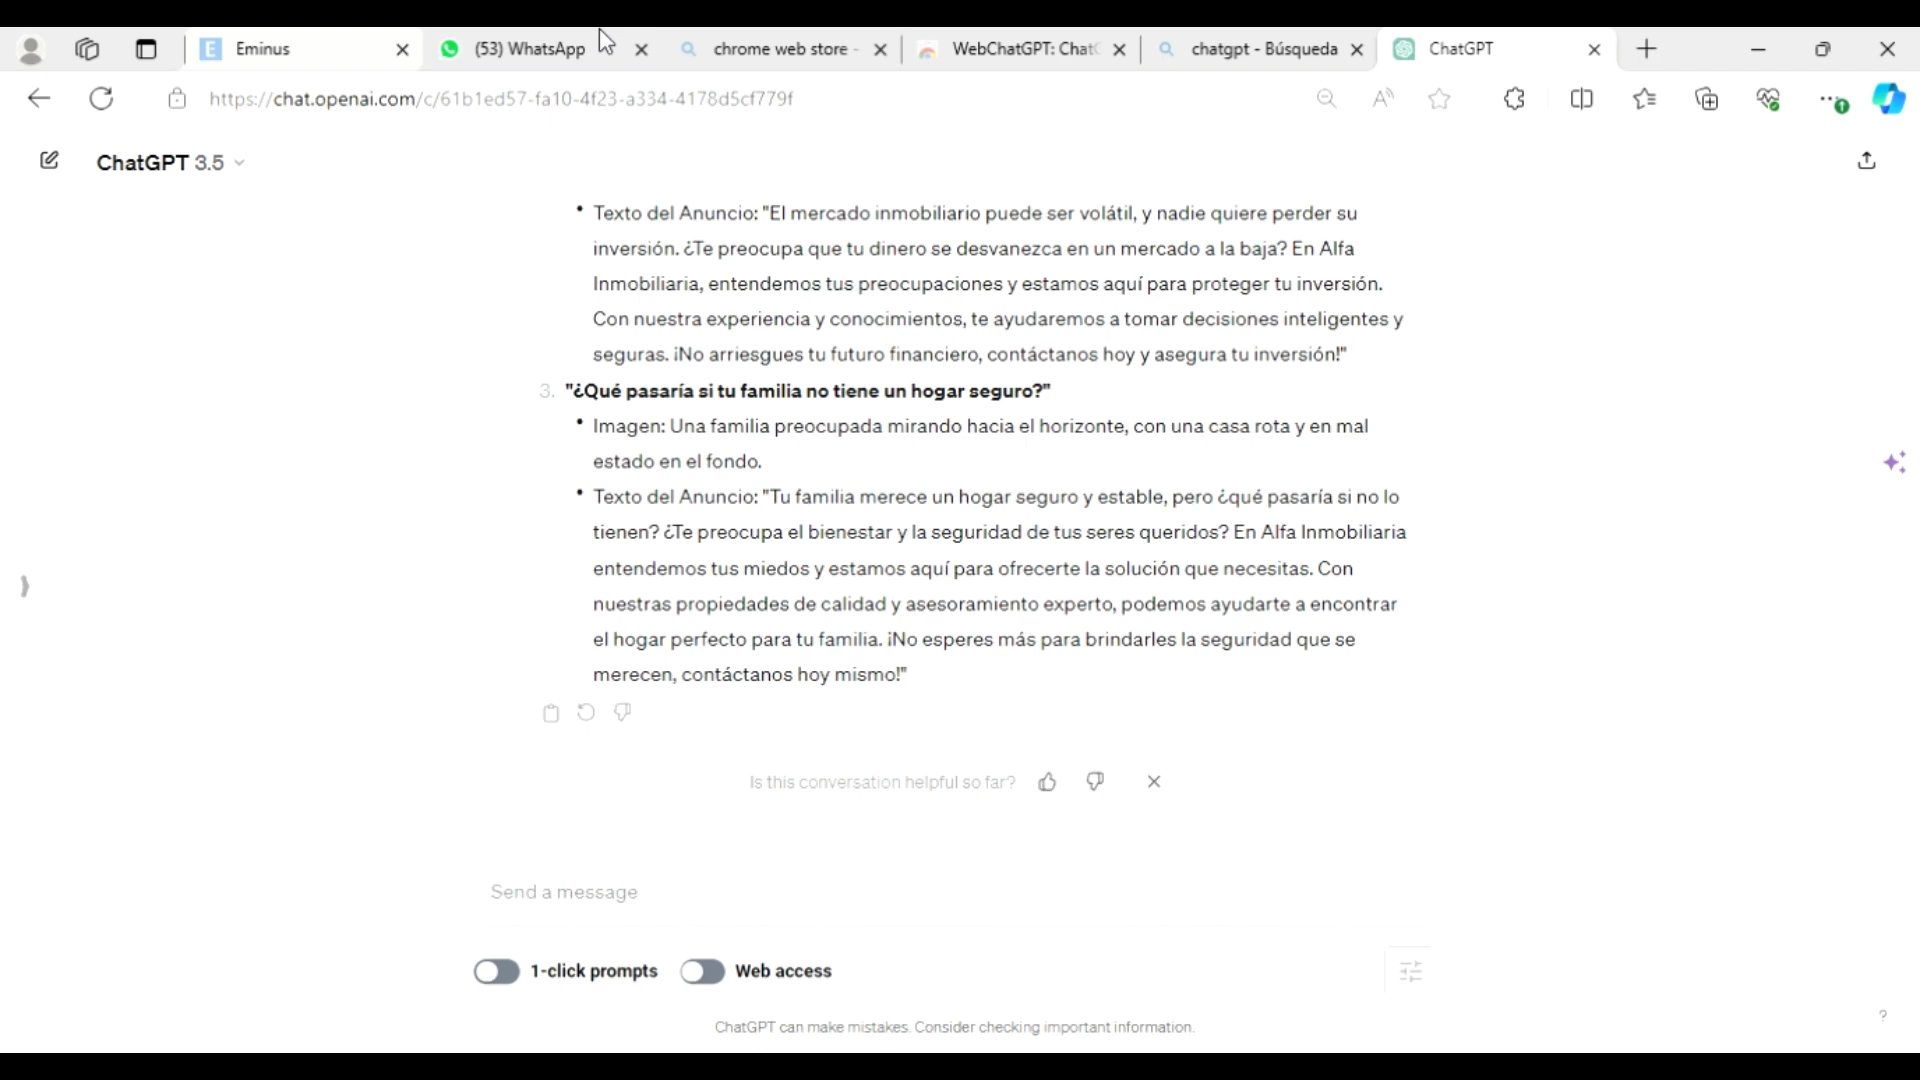 Eminus
(53) WhatsApp
chrome web store -
WebChatGPT: ChatG
chatgpt - Búsqueda
ChatGPT
https://chat.openai.com/c/61b1ed57-fa10-4f23-a334-4178d5cf779f
ChatGPT 3.5
• Texto del Anuncio: "El mercado inmobiliario puede ser volátil, y nadie quiere perder su
inversión. ¿Te preocupa que tu dinero se desvanezca en un mercado a la baja? En Alfa
Inmobiliaria, entendemos tus preocupaciones y estamos aquí para proteger tu inversión.
Con nuestra experiencia y conocimientos, te ayudaremos a tomar decisiones inteligentes y
seguras. ¡No arriesgues tu futuro financiero, contáctanos hoy y asegura tu inversión!"
3. "¿Qué pasaría si tu familia no tiene un hogar seguro?"
• Imagen: Una familia preocupada mirando hacia el horizonte, con una casa rota y en mal
estado en el fondo.
• Texto del Anuncio: "Tu familia merece un hogar seguro y estable, pero ¿qué pasaría si no lo
tienen? ¿Te preocupa el bienestar y la seguridad de tus seres queridos? En Alfa Inmobiliaria
entendemos tus miedos y estamos aquí para ofrecerte la solución que necesitas. Con
nuestras propiedades de calidad y asesoramiento experto, podemos ayudarte a encontrar
el hogar perfecto para tu familia. ¡No esperes más para brindarles la seguridad que se
merecen, contáctanos hoy mismo!"
Is this conversation helpful so far?
Send a message
1-click prompts
Web access
ChatGPT can make mistakes. Consider checking important information.
?